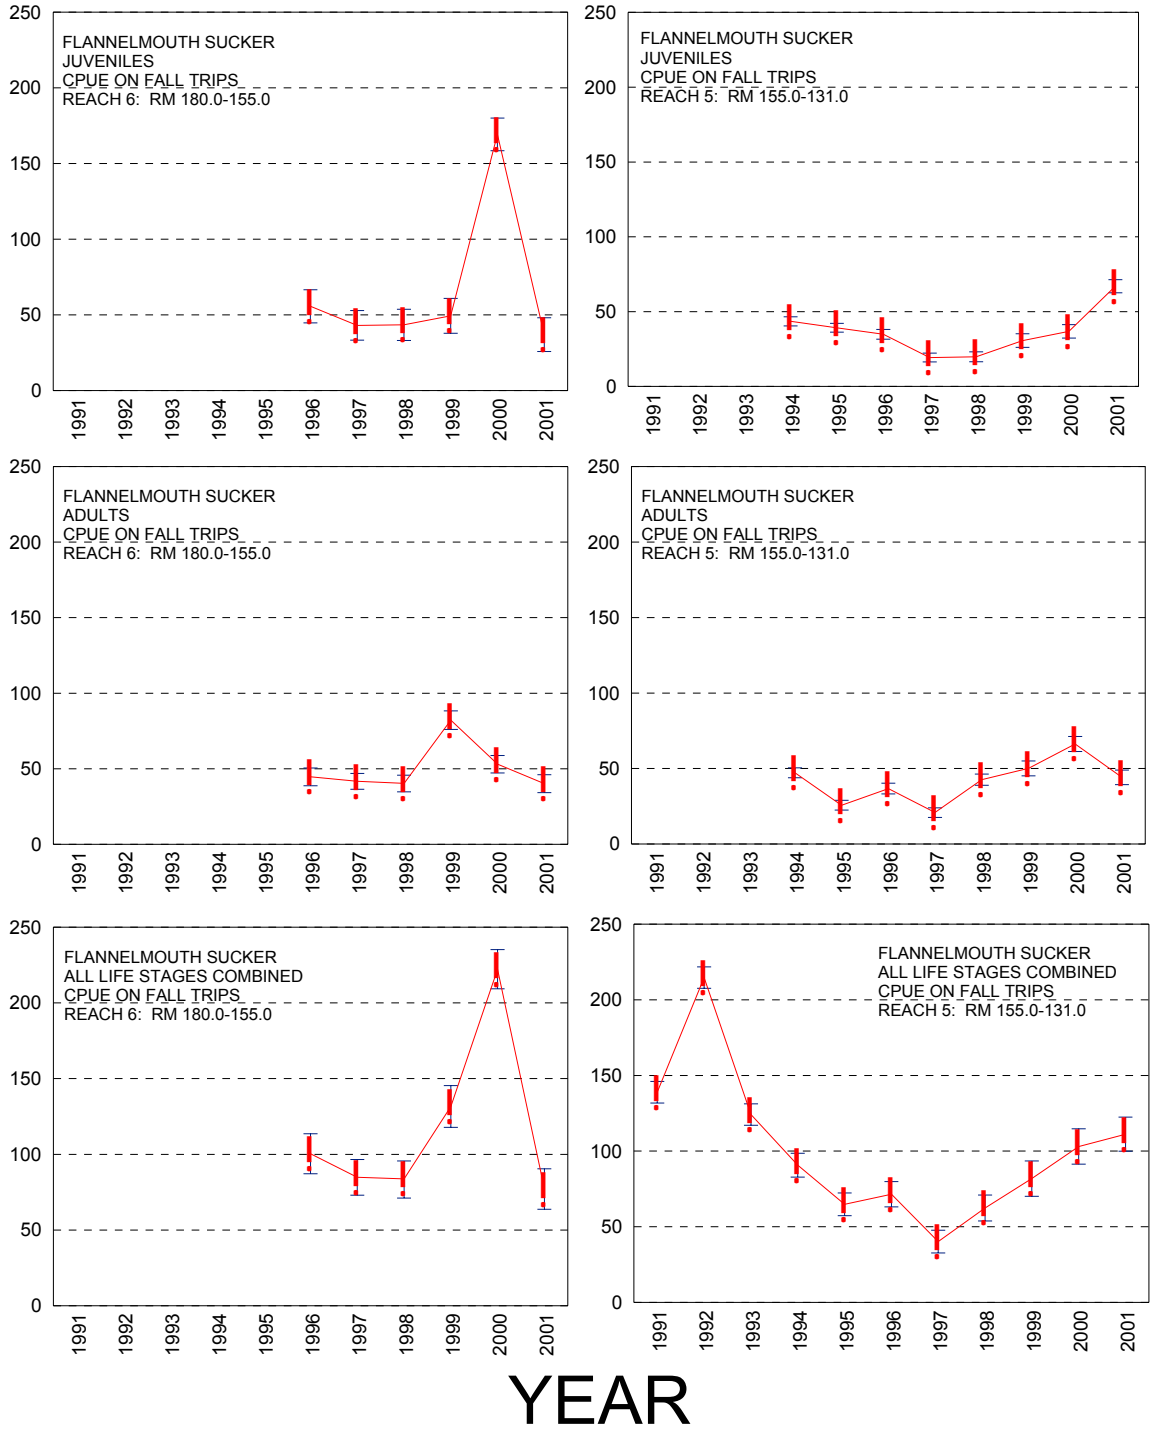 250
200
150
100
50
0
FLANNELMOUTH SUCKER
JUVENILES
CPUE ON FALL TRIPS
REACH 6: RM 180.0-155.0
1991 1992 1993 1994 1995 1996 1997 1998 1999 2000 2001
250
200
150
100
50
0
FLANNELMOUTH SUCKER
JUVENILES
CPUE ON FALL TRIPS
REACH 5: RM 155.0-131.0
1991 1992 1993 1994 1995 1996 1997 1998 1999 2000 2001
250
200
150
100
50
0
FLANNELMOUTH SUCKER
ADULTS
CPUE ON FALL TRIPS
REACH 6: RM 180.0-155.0
1991 1992 1993 1994 1995 1996 1997 1998 1999 2000 2001
250
200
150
100
50
0
FLANNELMOUTH SUCKER
ADULTS
CPUE ON FALL TRIPS
REACH 5: RM 155.0-131.0
1991 1992 1993 1994 1995 1996 1997 1998 1999 2000 2001
250
200
150
100
50
0
FLANNELMOUTH SUCKER
ALL LIFE STAGES COMBINED
CPUE ON FALL TRIPS
REACH 6: RM 180.0-155.0
1991 1992 1993 1994 1995 1996 1997 1998 1999 2000 2001
250
200
150
100
50
0
FLANNELMOUTH SUCKER
ALL LIFE STAGES COMBINED
CPUE ON FALL TRIPS
REACH 5: RM 155.0-131.0
1991 1992 1993 1994 1995 1996 1997 1998 1999 2000 2001
YEAR